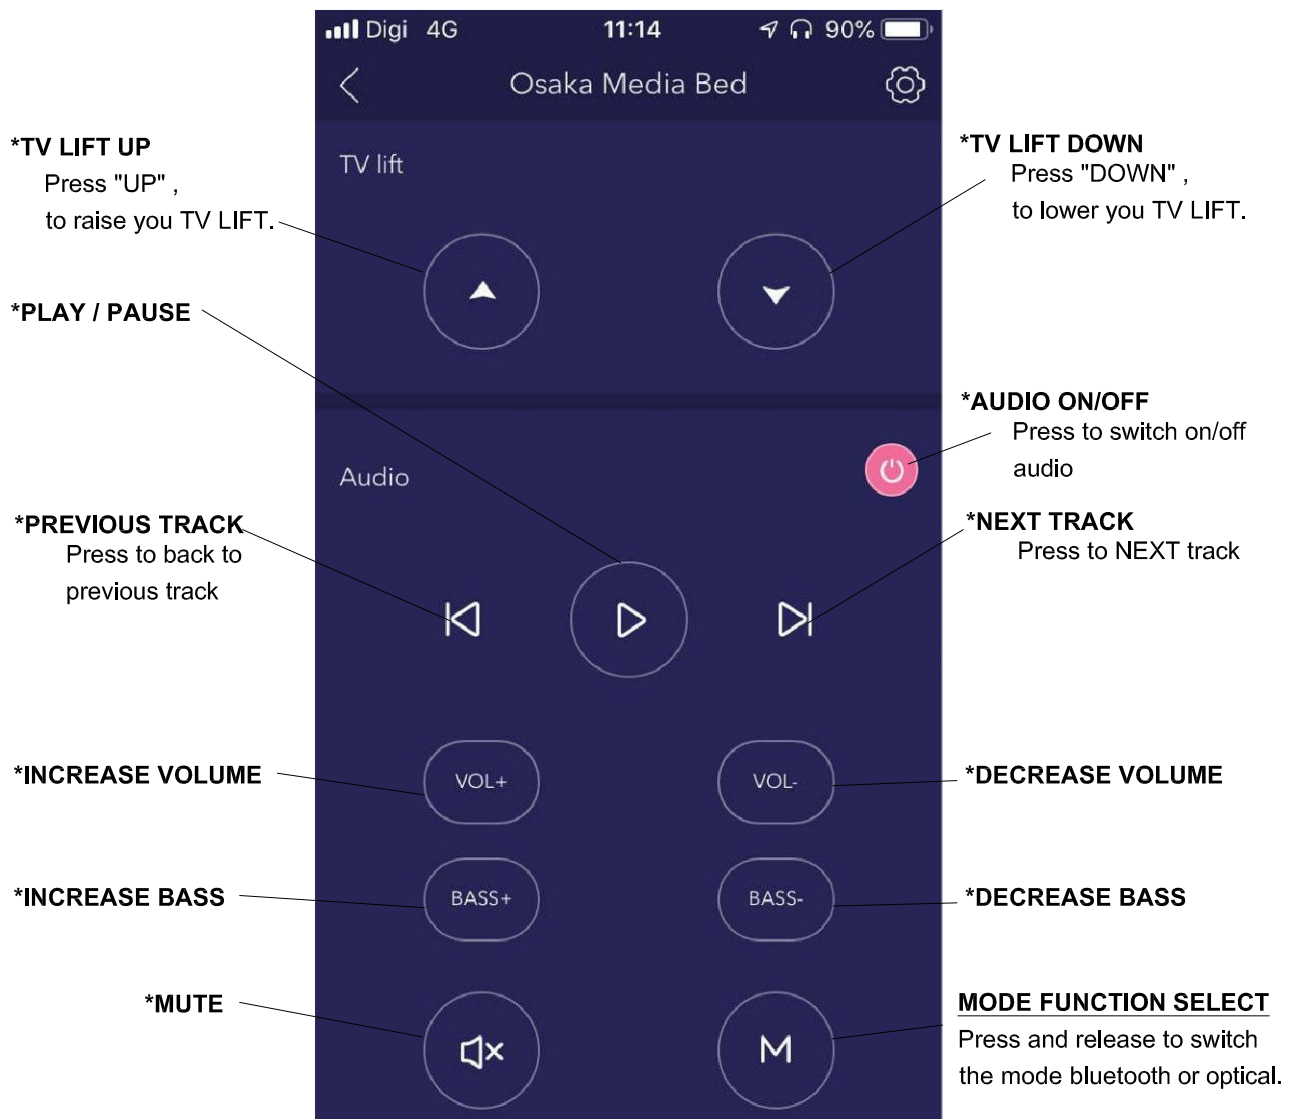 Digi 4G 11:14 90%
Osaka Media Bed
*TV LIFT UP
Press "UP" ,
to raise you TV LIFT.
TV lift
*TV LIFT DOWN
Press "DOWN" ,
to lower you TV LIFT.
*PLAY / PAUSE
*AUDIO ON/OFF
Press to switch on/off
audio
Audio
*PREVIOUS TRACK
Press to back to
previous track
*NEXT TRACK
Press to NEXT track
*INCREASE VOLUME
VOL+
VOL-
*DECREASE VOLUME
*INCREASE BASS
BASS+
BASS-
*DECREASE BASS
*MUTE
M
MODE FUNCTION SELECT
Press and release to switch
the mode bluetooth or optical.